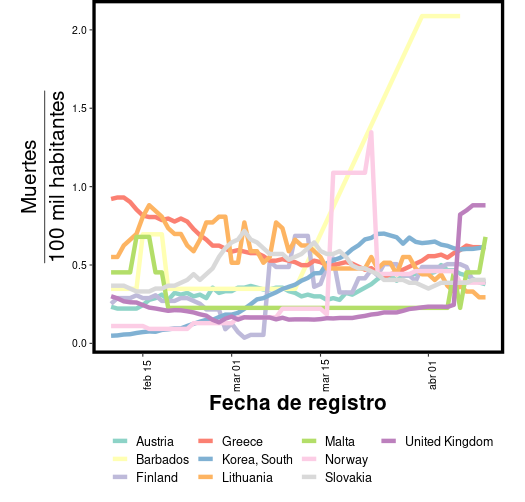 2.0
1.5
1.0
0.5
0.0
Muertes
100 mil habitantes
feb 15
mar 01
mar 15
abr 01
Fecha de registro
Austria
Greece
Malta
United Kingdom
Barbados
Korea, South
Norway
Finland
Lithuania
Slovakia